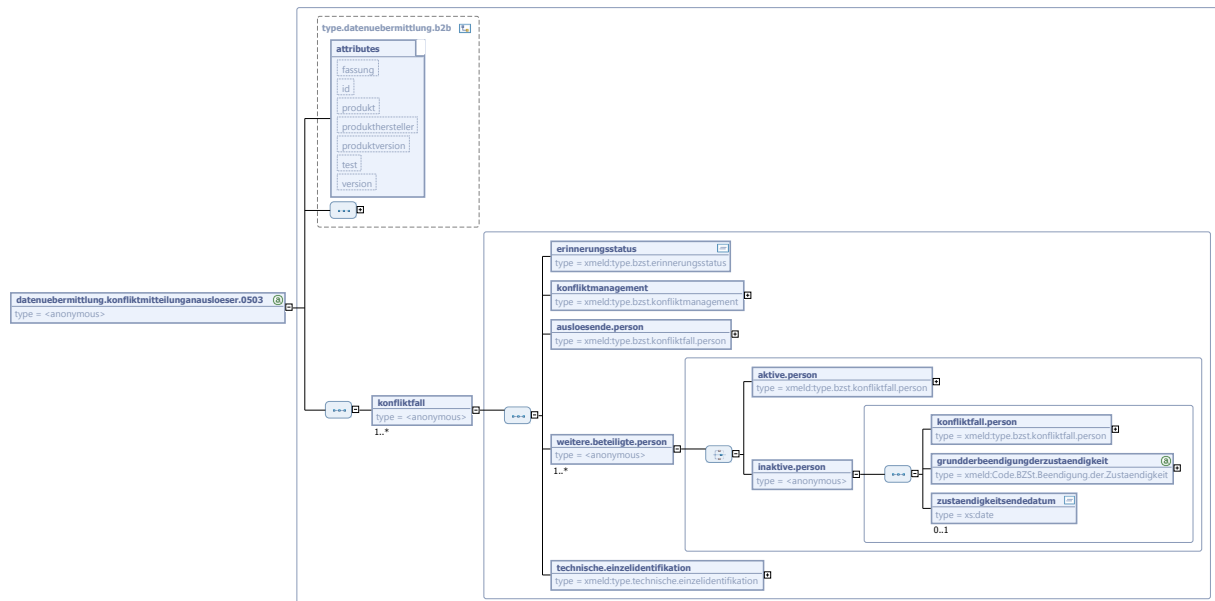 type.datenuebermittlung.b2b
attributes
fassung
id
produkt
produkthersteller
produktversion
test
version
datenuebermittlung.konfliktmitteilunganausloeser.0503
type = <anonymous>
konfliktfall
type = <anonymous>
1..*
erinnerungsstatus
type = xmeld:type.bzst.erinnerungsstatus
konfliktmanagement
type = xmeld:type.bzst.konfliktmanagement
ausloesende.person
type = xmeld:type.bzst.konfliktfall.person
weitere.beteiligte.person
type = <anonymous>
1..*
aktive.person
type = xmeld:type.bzst.konfliktfall.person
inaktive.person
type = <anonymous>
konfliktfall.person
type = xmeld:type.bzst.konfliktfall.person
grundderbeendigungderzustaendigkeit
type = xmeld:Code.BZSt.Beendigung.der.Zustaendigkeit
zustaendigkeitsendedatum
type = xs:date
0..1
technische.einzelidentifikation
type = xmeld:type.technische.einzelidentifikation